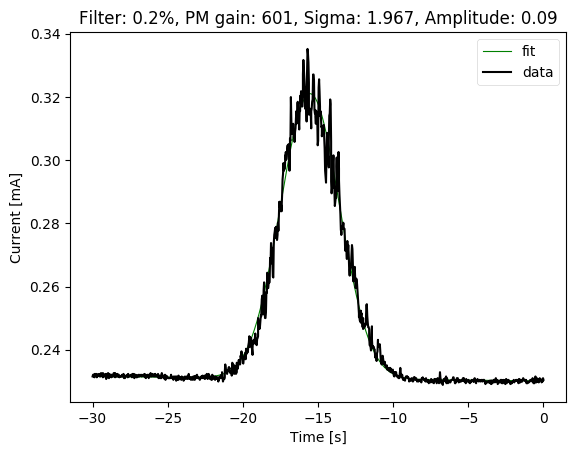 Filter: 0.2%, PM gain: 601, Sigma: 1.967, Amplitude: 0.09
fit
data
0.34
0.32
0.30
0.28
0.26
0.24
Current [mA]
−30
−25
−20
−15
−10
−5
0
Time [s]